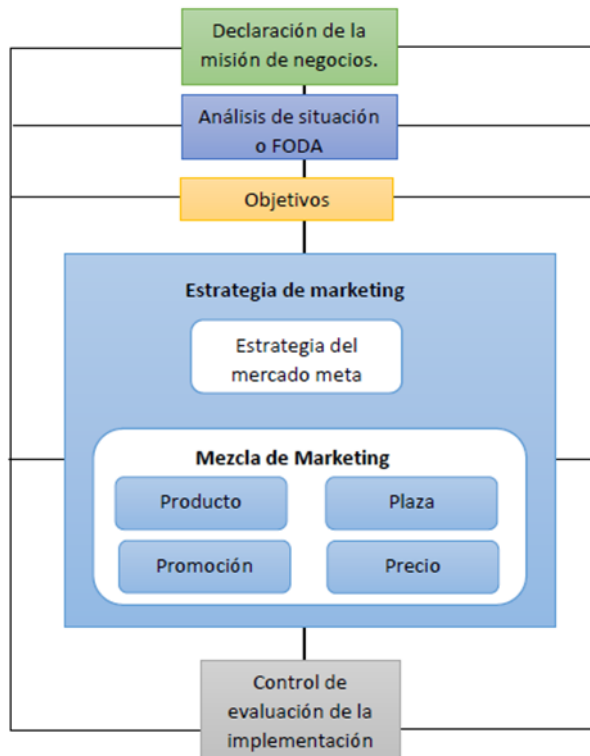 Declaración de la
misión de negocios.
Análisis de situación
o FODA
Objetivos
Estrategia de marketing
Estrategia del
mercado meta
Mezcla de Marketing
Producto
Plaza
Promoción
Precio
Control de
evaluación de la
implementación